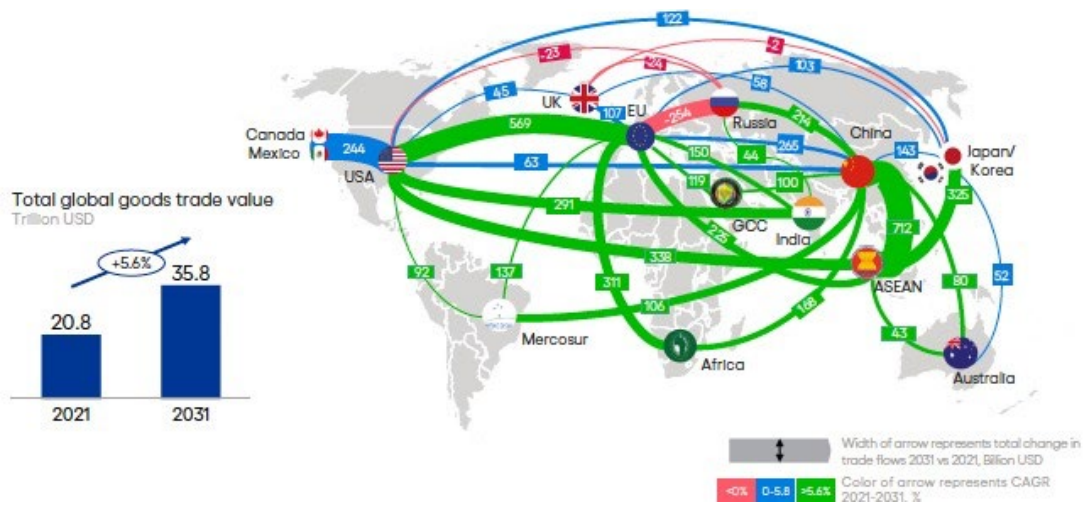 122
-23
-2
-24
103
45
58
UK
EU
107
-254
Russia
214
China
Canada
Mexico
244
569
USA
63
265
143
Japan/
Korea
150
44
119
100
GCC
India
325
291
225
712
338
ASEAN
92
137
311
106
168
80
52
43
Mercosur
Africa
Australia
Total global goods trade value
Trillion USD
+5.6%
20.8
35.8
2021
2031
Width of arrow represents total change in
trade flows 2031 vs 2021, Billion USD
<0%
0-5.8
>5.6%
Color of arrow represents CAGR
2021-2031, %